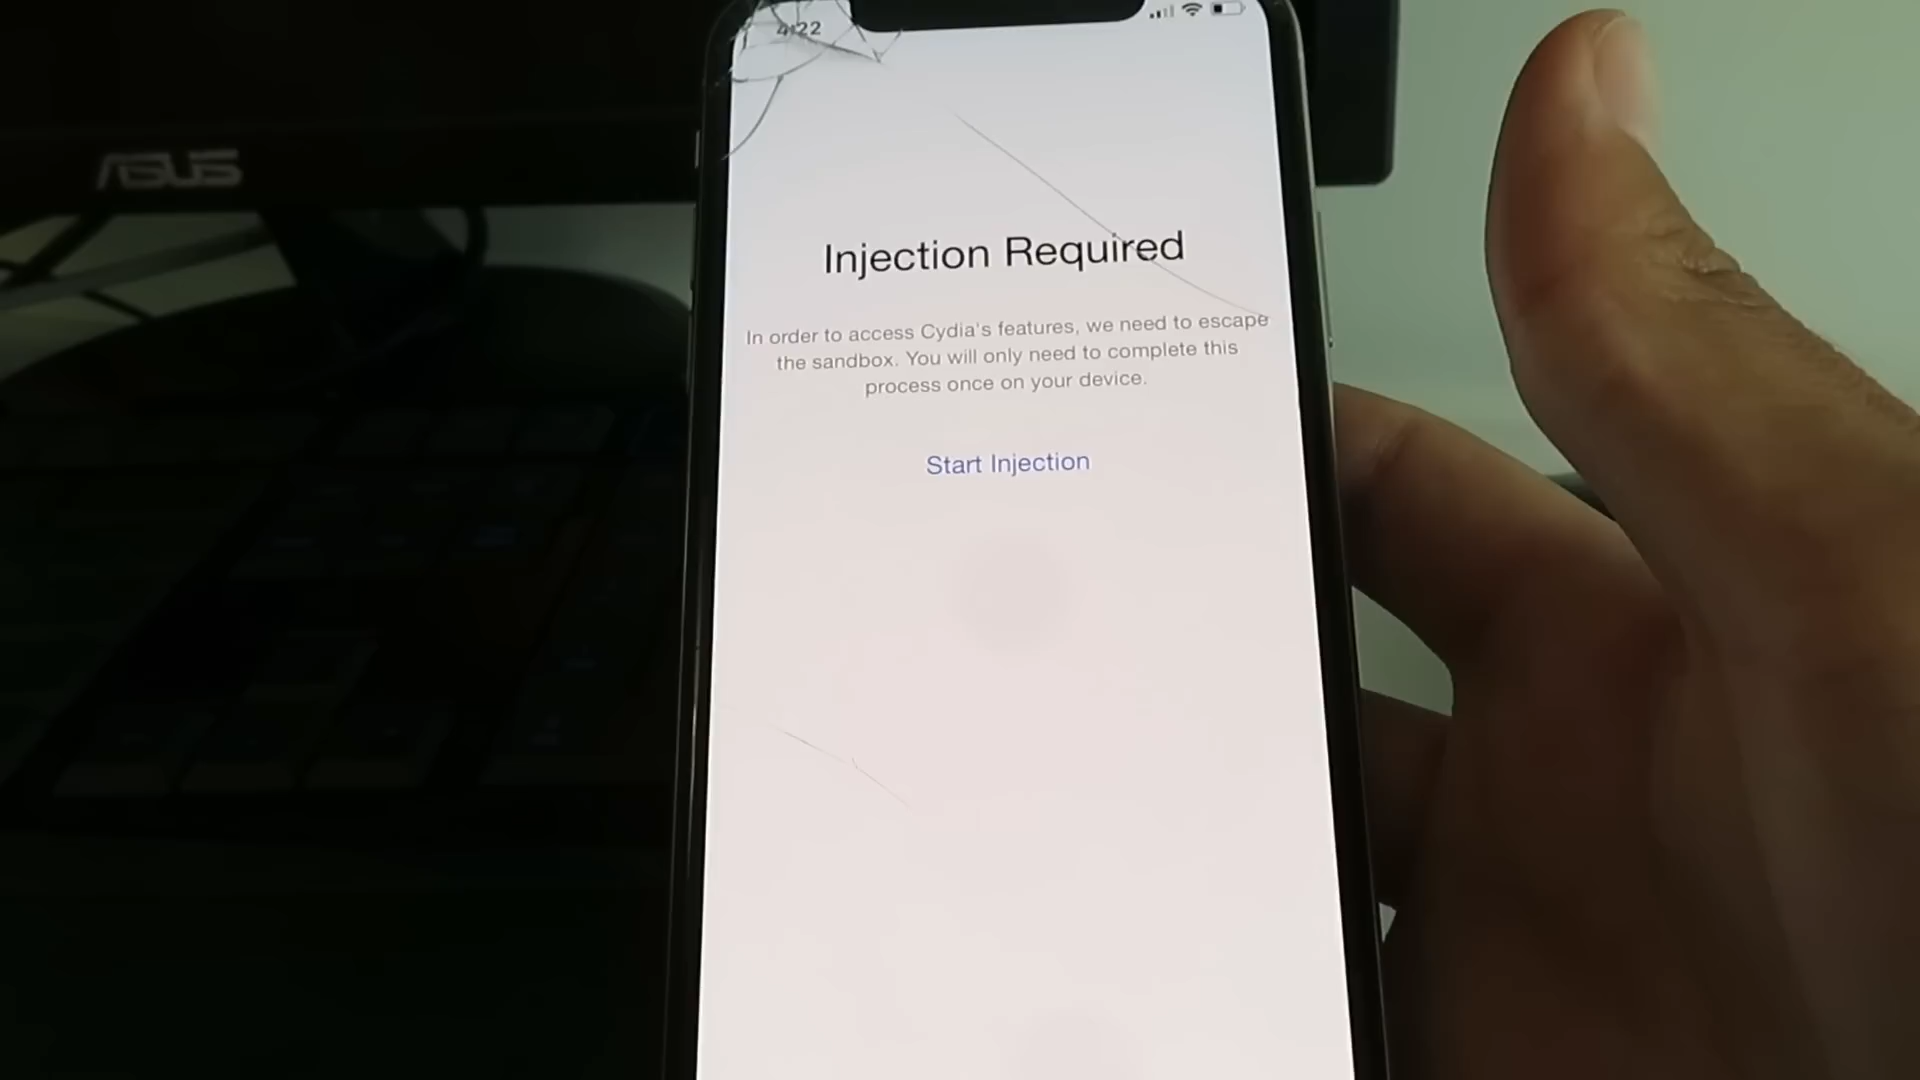 ASUS
4:22
Injection Required
In order to access Cydia's features, we need to escape
the sandbox. You will only need to complete this
process once on your device.
Start Injection